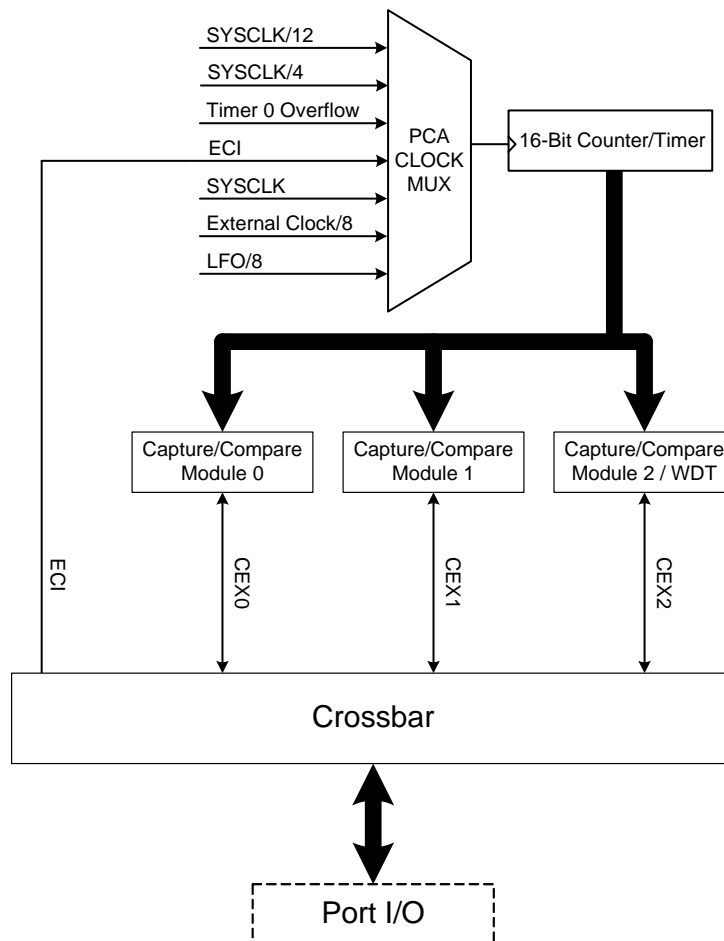 SYSCLK/12
SYSCLK/4
Timer 0 Overflow
ECI
SYSCLK
External Clock/8
LFO/8
PCA
CLOCK
MUX
16-Bit Counter/Timer
Capture/Compare
Module 0
Capture/Compare
Module 1
Capture/Compare
Module 2 / WDT
ECI
CEX0
CEX1
CEX2
Crossbar
Port I/O